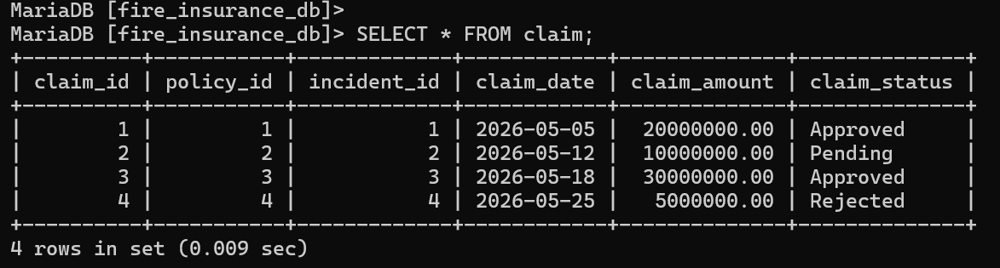 MariaDB [fire_insurance_db]>
MariaDB [fire_insurance_db]> SELECT * FROM claim;
+----------+-----------+-------------+------------+--------------+--------------+
| claim_id | policy_id | incident_id | claim_date | claim_amount | claim_status |
+----------+-----------+-------------+------------+--------------+--------------+
|        1 |         1 |           1 | 2026-05-05 |  20000000.00 | Approved     |
|        2 |         2 |           2 | 2026-05-12 |  10000000.00 | Pending      |
|        3 |         3 |           3 | 2026-05-18 |  30000000.00 | Approved     |
|        4 |         4 |           4 | 2026-05-25 |   5000000.00 | Rejected     |
+----------+-----------+-------------+------------+--------------+--------------+
4 rows in set (0.009 sec)